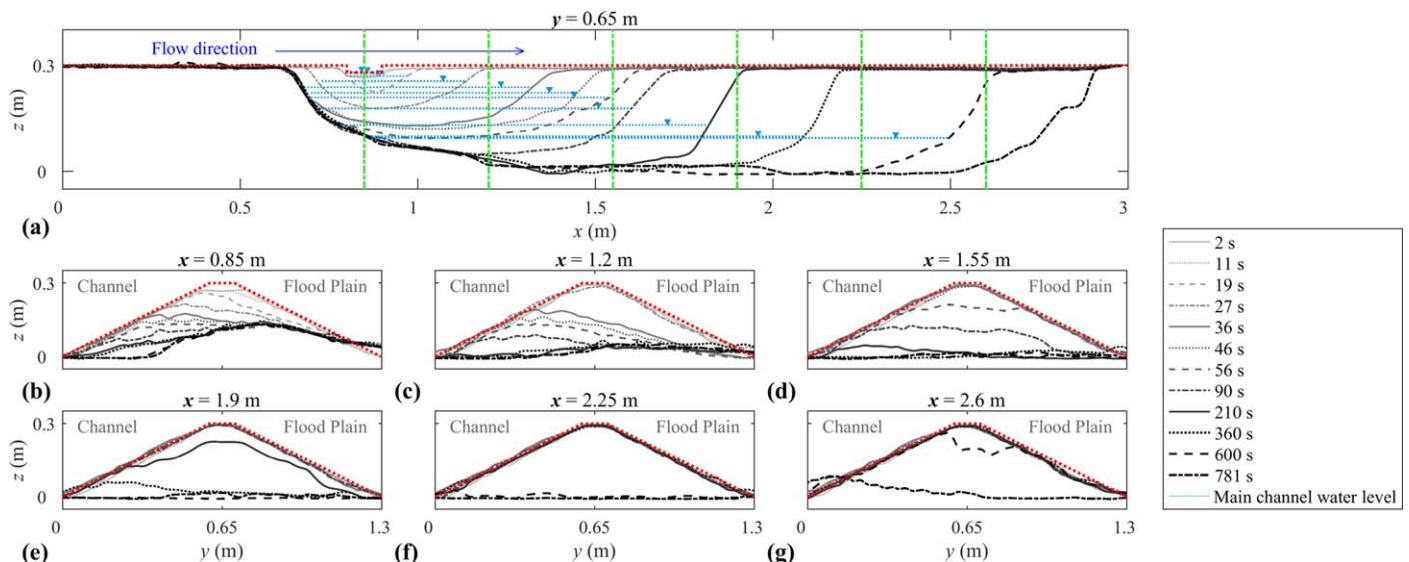 y = 0.65 m
Flow direction
0.3
z (m)
0
0 0.5 1 1.5 2 2.5 3
(a) x (m)
x = 0.85 m x = 1.2 m x = 1.55 m
0.3 Channel Flood Plain Channel Flood Plain Channel Flood Plain
z (m)
0
(b) (c) (d)
x = 1.9 m x = 2.25 m x = 2.6 m
0.3 Channel Flood Plain Channel Flood Plain Channel Flood Plain
z (m)
0
0 0.65 1.3 0 0.65 1.3 0 0.65 1.3
(e) y (m) (f) y (m) (g) y (m)
2 s
11 s
19 s
27 s
36 s
46 s
56 s
90 s
210 s
360 s
600 s
781 s
Main channel water level